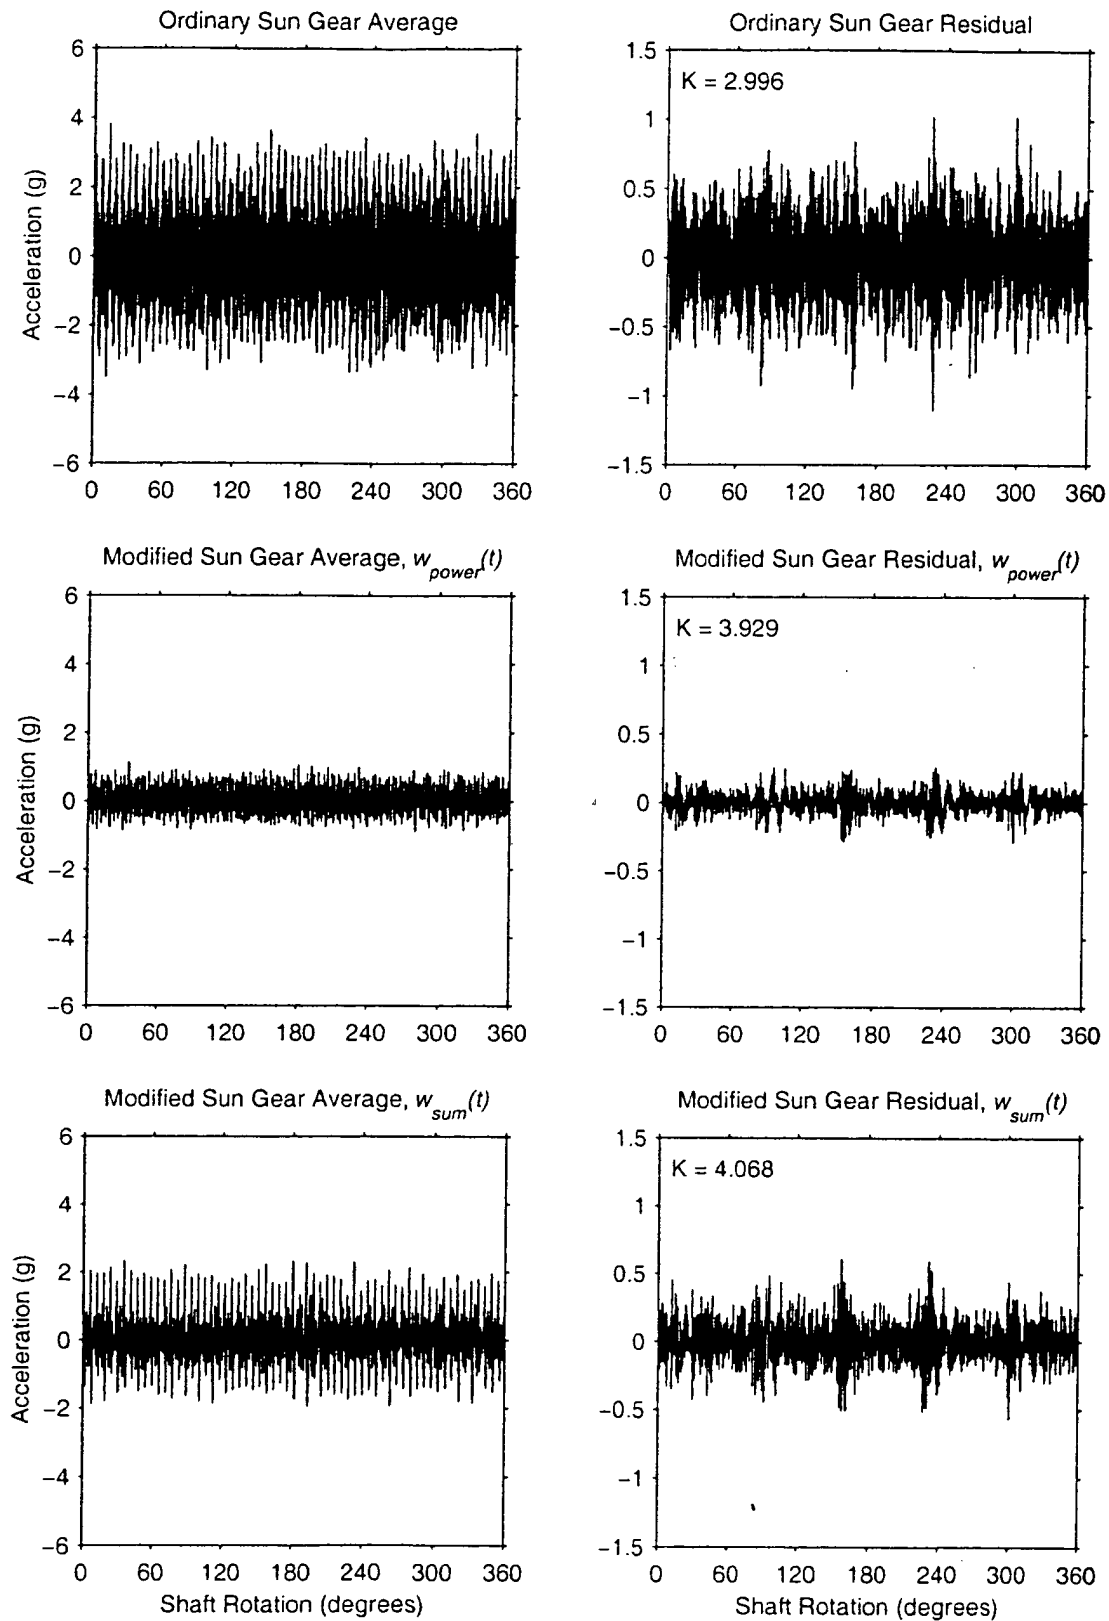 Ordinary Sun Gear Average
6
4
2
0
−2
−4
−6
Acceleration (g)
0 60 120 180 240 300 360
Ordinary Sun Gear Residual
K = 2.996
1.5
1
0.5
0
−0.5
−1
−1.5
0 60 120 180 240 300 360
Modified Sun Gear Average, w_power(t)
6
4
2
0
−2
−4
−6
Acceleration (g)
0 60 120 180 240 300 360
Modified Sun Gear Residual, w_power(t)
K = 3.929
1.5
1
0.5
0
−0.5
−1
−1.5
0 60 120 180 240 300 360
Modified Sun Gear Average, w_sum(t)
6
4
2
0
−2
−4
−6
Acceleration (g)
0 60 120 180 240 300 360
Shaft Rotation (degrees)
Modified Sun Gear Residual, w_sum(t)
K = 4.068
1.5
1
0.5
0
−0.5
−1
−1.5
0 60 120 180 240 300 360
Shaft Rotation (degrees)